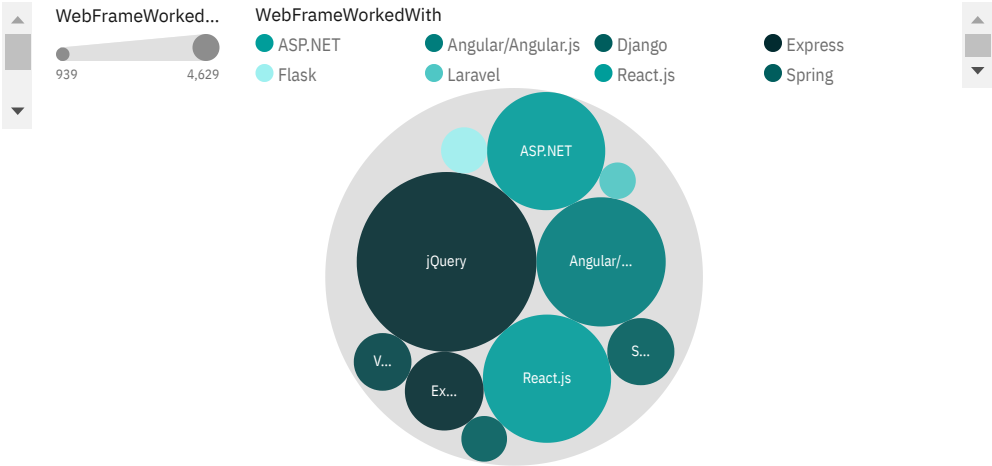 WebFrameWorked...
939 4,629
WebFrameWorkedWith
ASP.NET Angular/Angular.js Django Express
Flask Laravel React.js Spring
ASP.NET
jQuery
Angular/...
V...
Ex...
React.js
S...